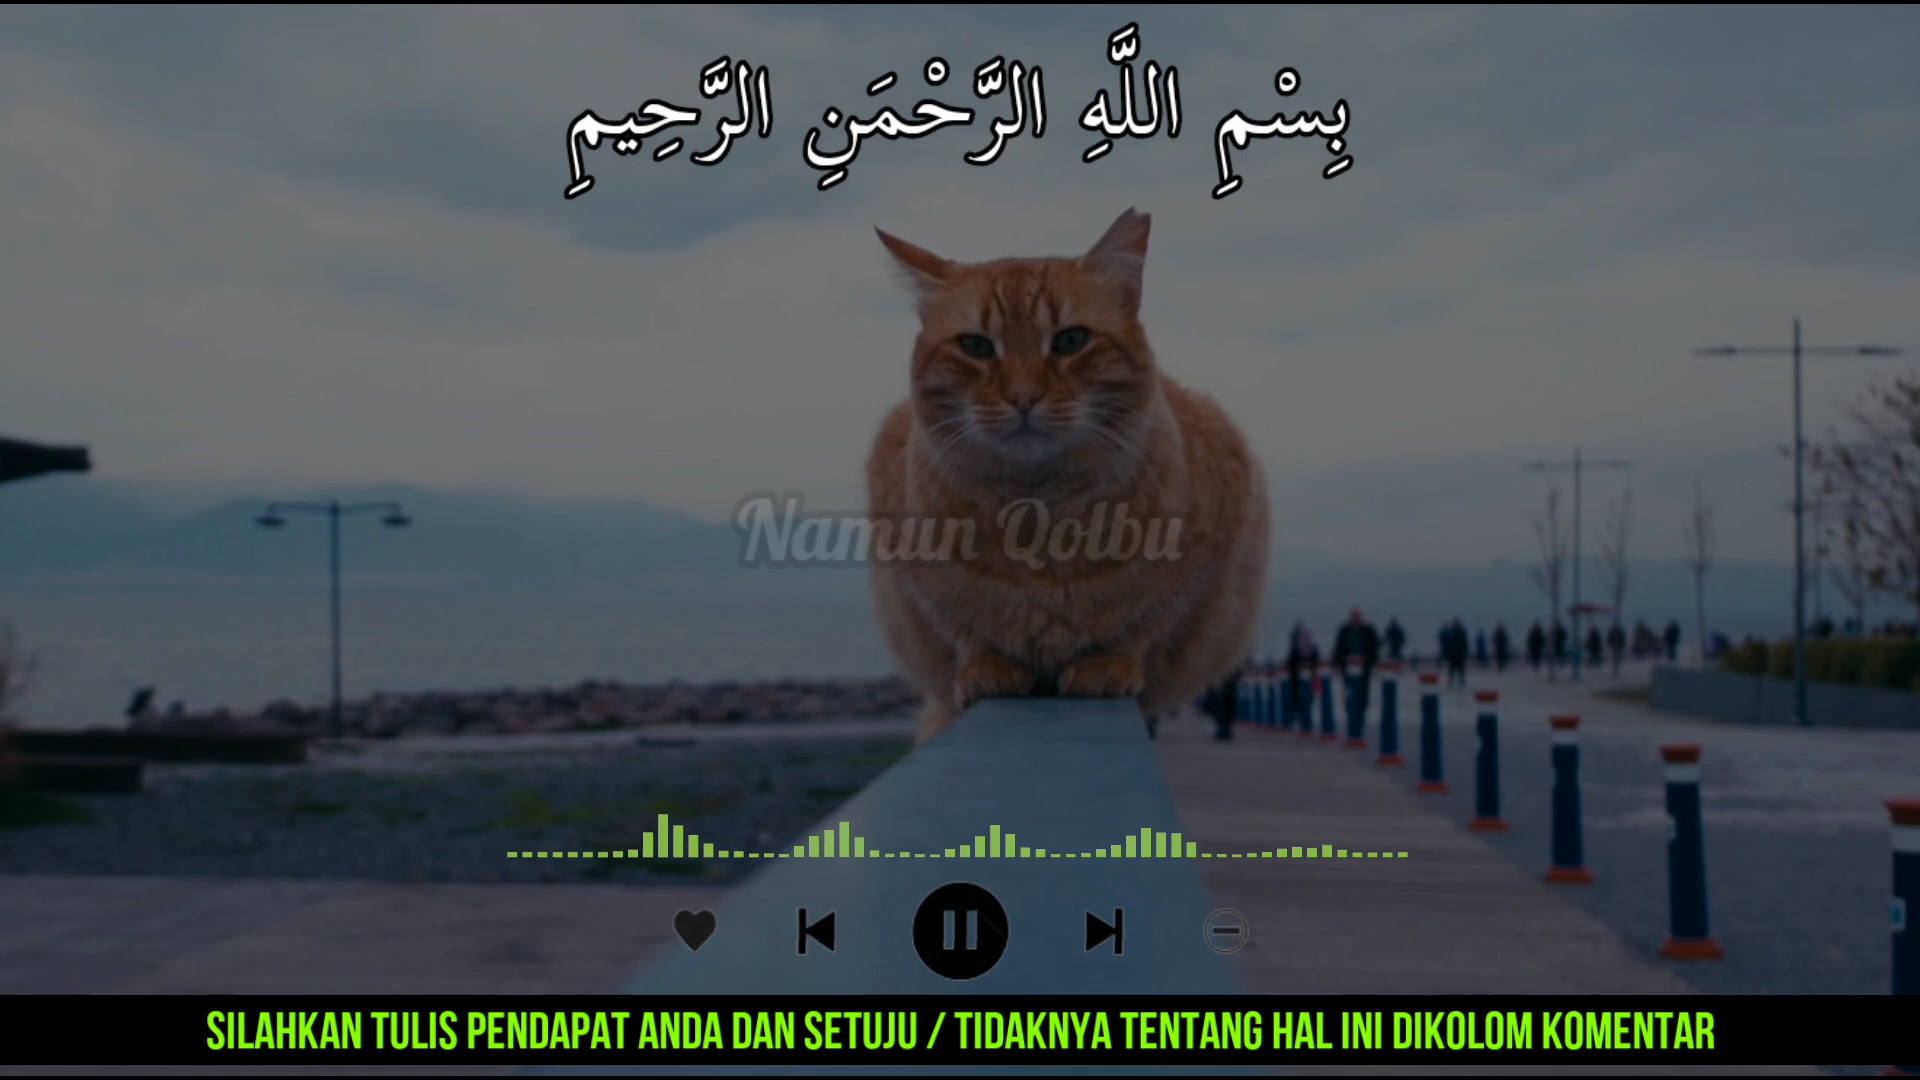 بِسْمِ اللَّهِ الرَّحْمَنِ الرَّحِيمِ
Namun Qolbu
SILAHKAN TULIS PENDAPAT ANDA DAN SETUJU / TIDAKNYA TENTANG HAL INI DIKOLOM KOMENTAR